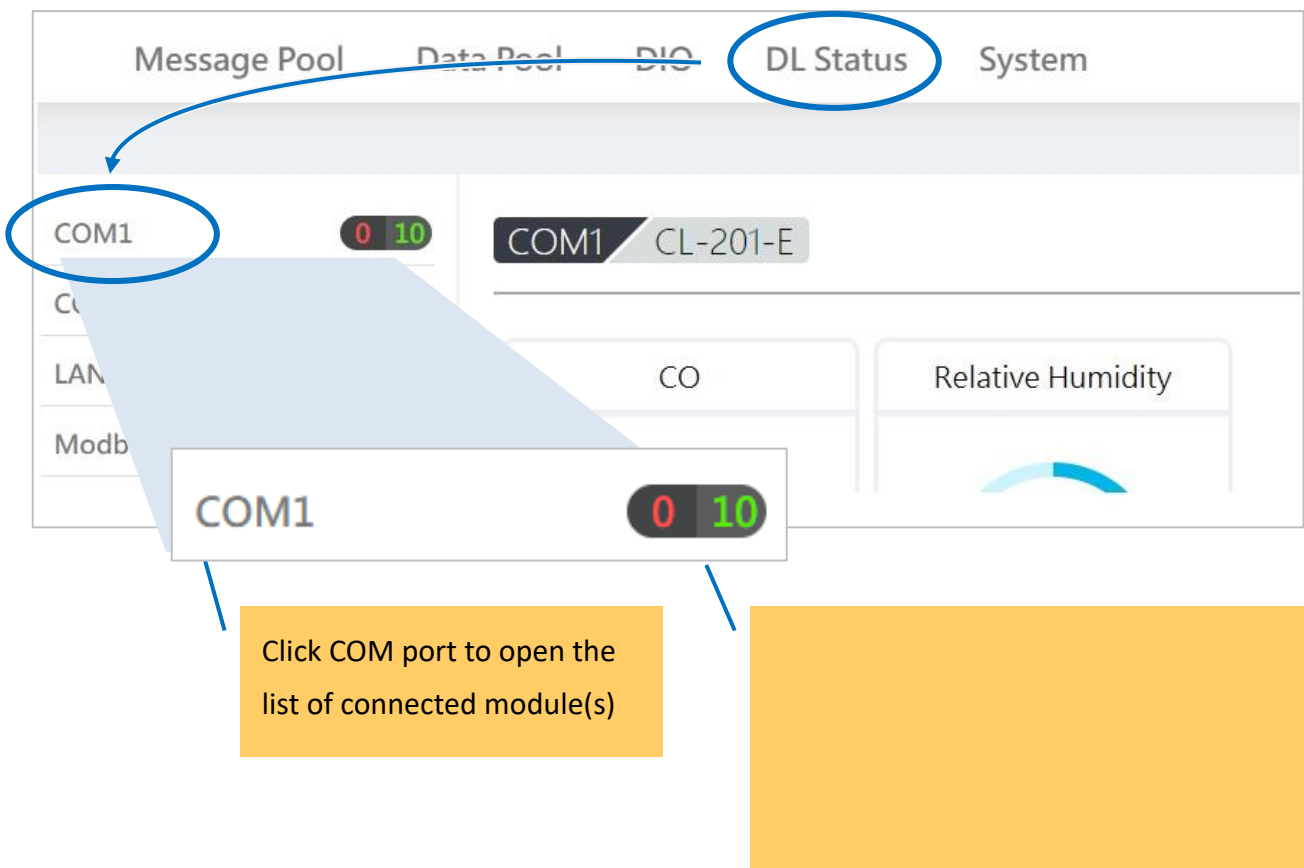 Message Pool Data Pool DIO DL Status System
COM1 0 10 COM1 CL-201-E
LAN
CO Relative Humidity
Modb
COM1 0 10
Click COM port to open the
list of connected module(s)